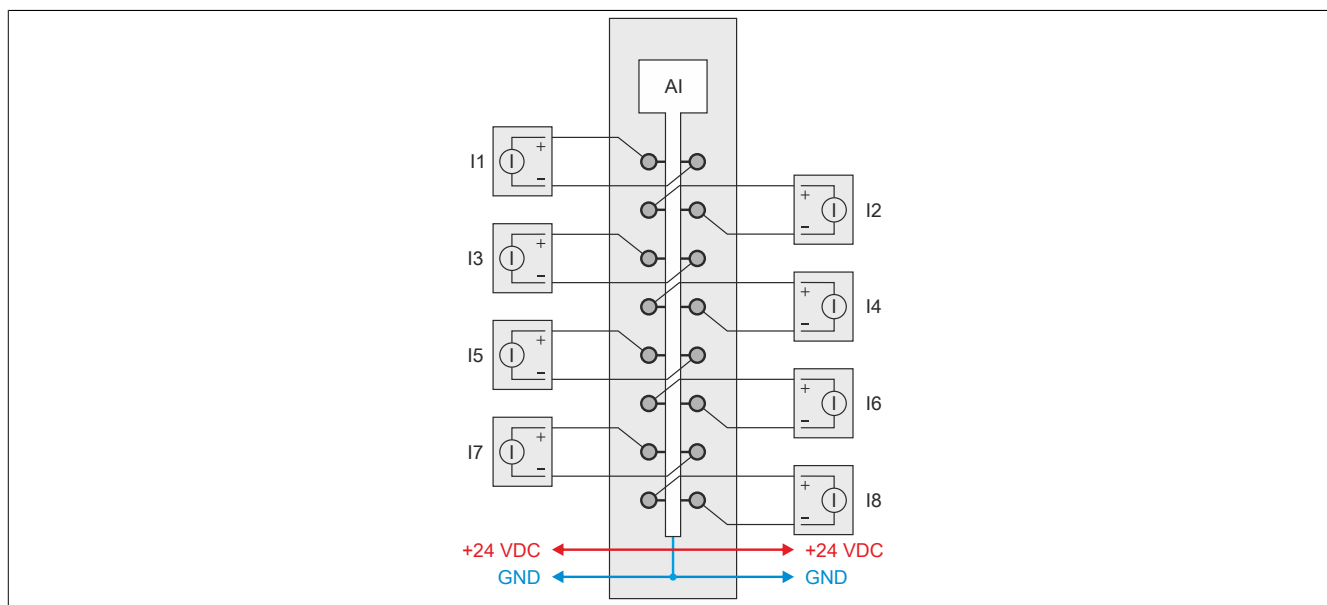 AI
I1
I
+
−
+
−
I
I2
I3
I
+
−
+
−
I
I4
I5
I
+
−
+
−
I
I6
I7
I
+
−
+
−
I
I8
+24 VDC
+24 VDC
GND
GND